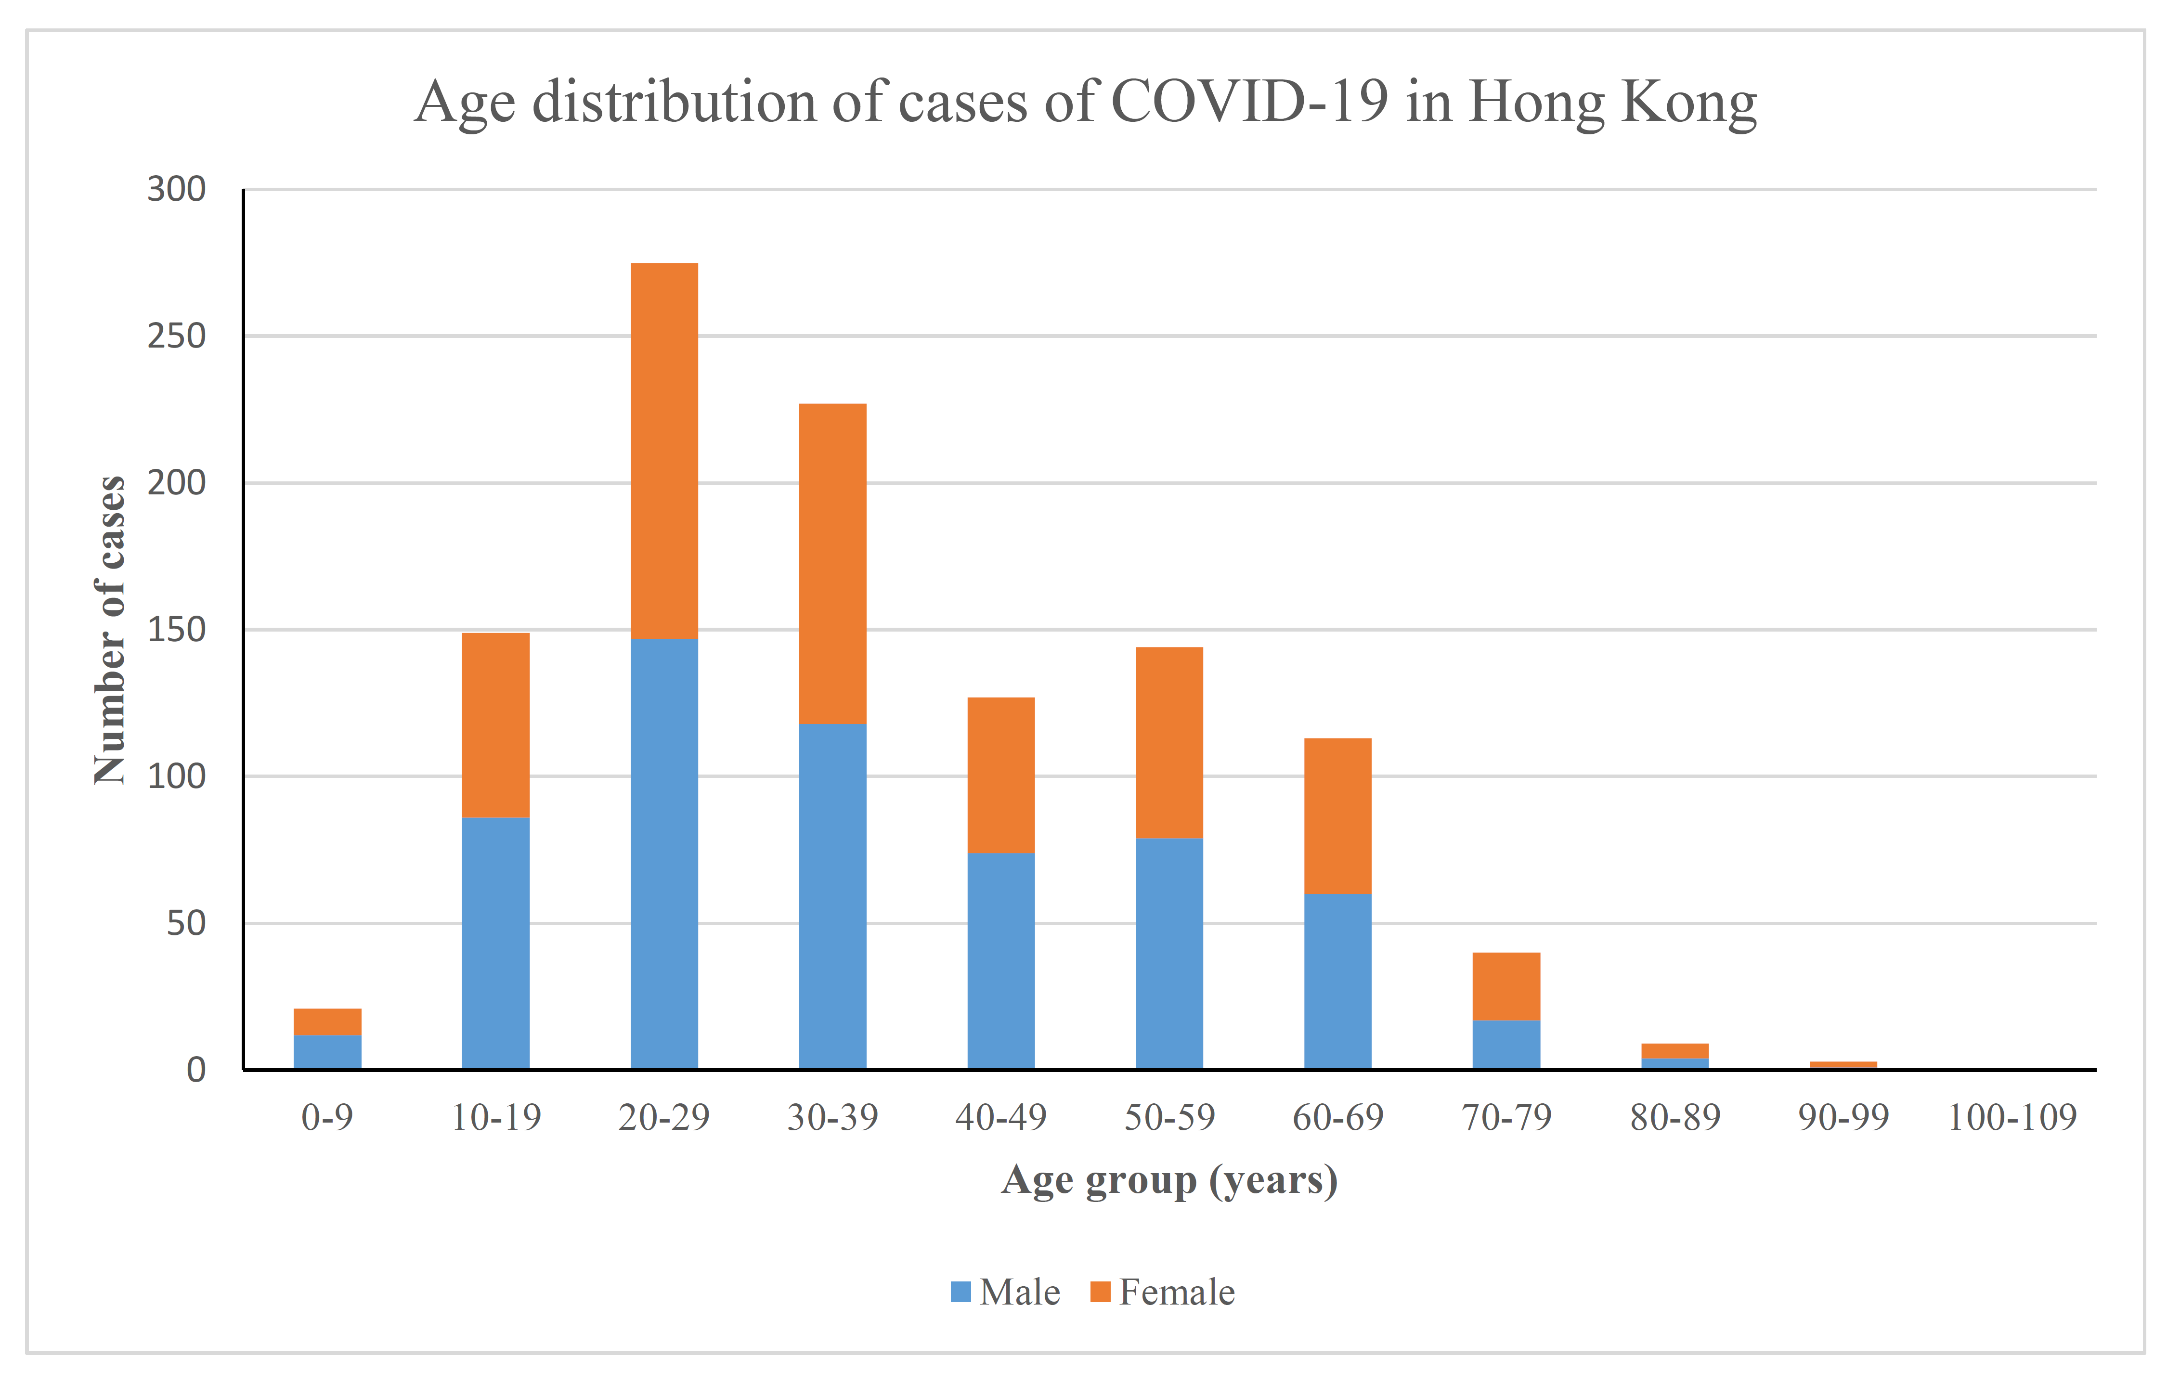 Age distribution of cases of COVID-19 in Hong Kong
300
250
200
150
100
50
0
Number of cases
0-9 10-19 20-29 30-39 40-49 50-59 60-69 70-79 80-89 90-99 100-109
Age group (years)
Male Female